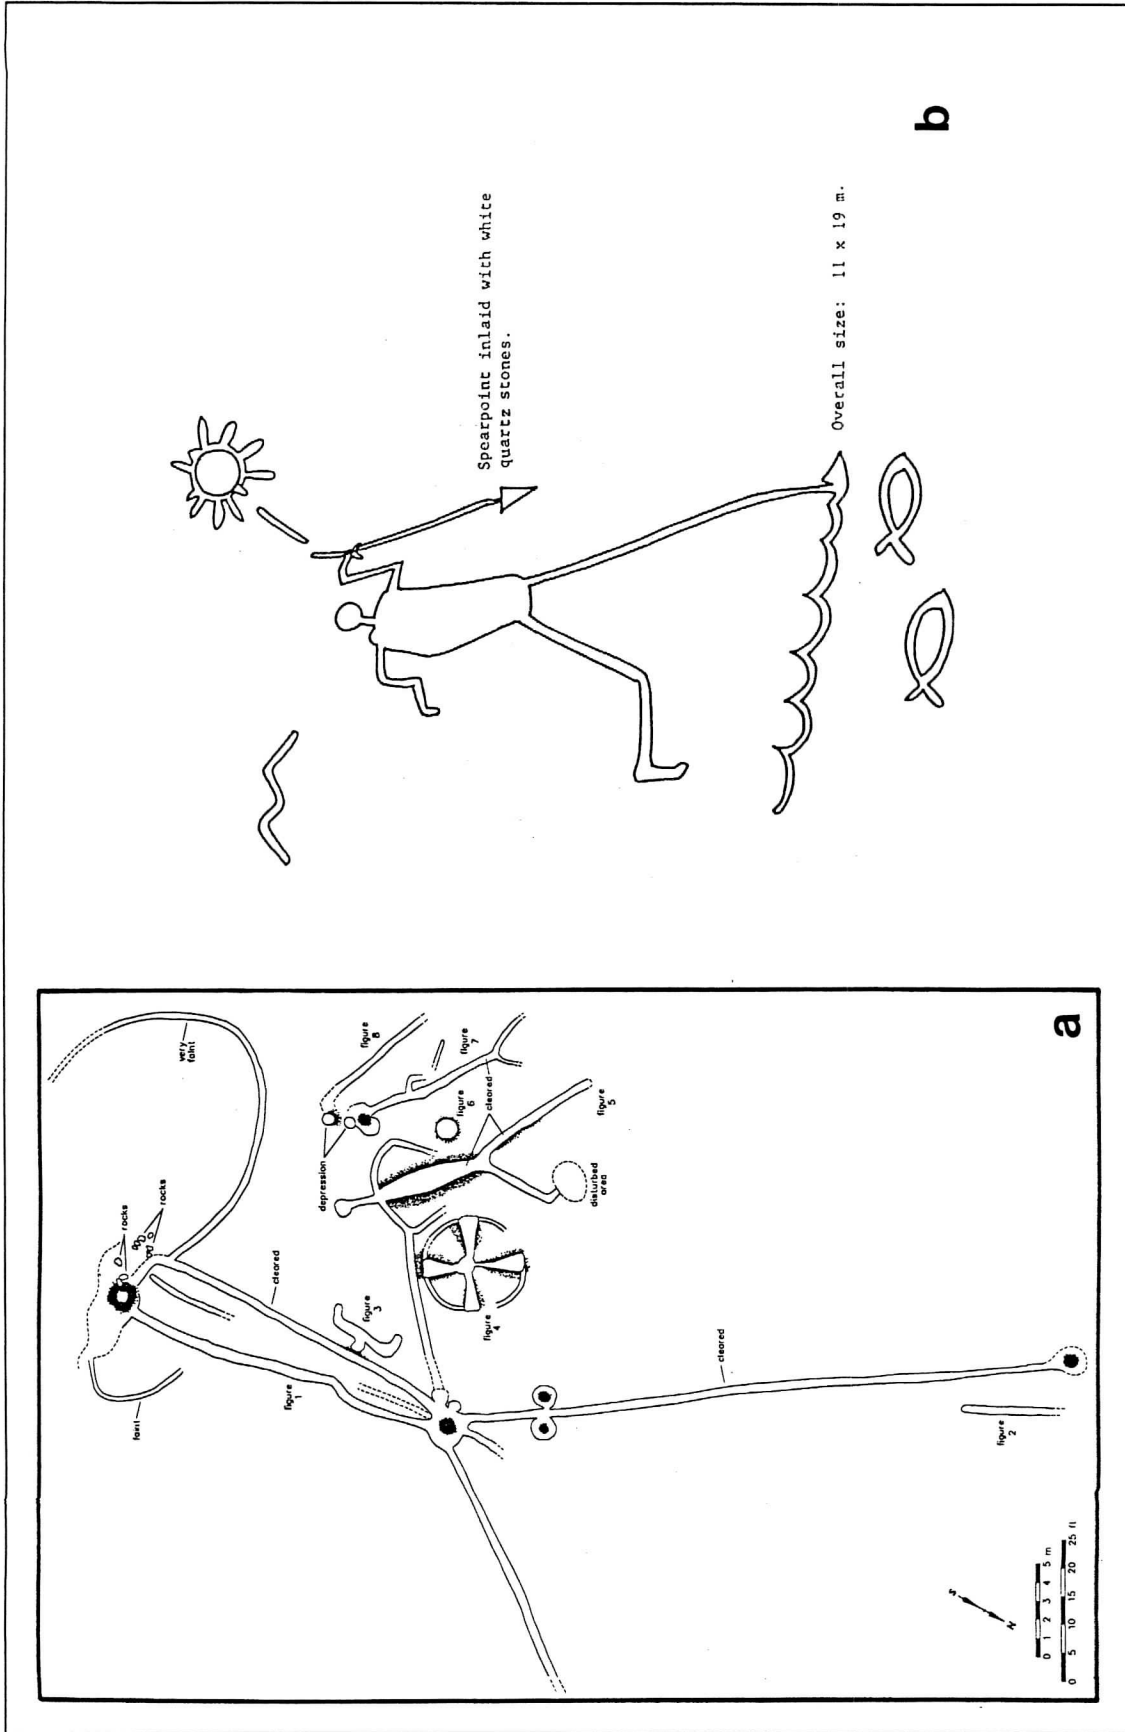 very
faint
rocks
rocks
faint
cleared
figure
1
figure
3
depression
figure
8
figure
7
figure
6
cleared
figure
5
disturbed
area
figure
4
cleared
figure
2
S
N
0 1 2 3 4 5 m
0 5 10 15 20 25 ft
a
Spearpoint inlaid with white
quartz stones.
Overall size: 11 x 19 m.
b